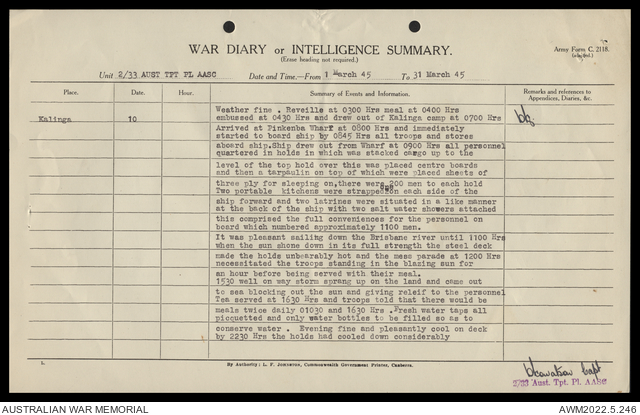 WAR DIARY or INTELLIGENCE SUMMARY.
(Erase heading not required.)
Army Form C. 2118.
Unit 2/33 AUST TPT PL AASC Date and Time.—From 1 March 45 To 31 March 45
Place. Date. Hour. Summary of Events and Information. Remarks and references to Appendices, Diaries, &c.
Kalinga 10
Weather fine . Reveille at 0300 Hrs meal at 0400 Hrs
embussed at 0430 Hrs and drew out of Kalinga camp at 0700 Hrs
Arrived at Pinkenba Wharf at 0800 Hrs and immediately
started to board ship by 0845 Hrs all troops and stores
aboard ship.Ship drew out from Wharf at 0900 Hrs all personnel
quartered in holds in which was stacked cargo up to the
level of the top hold over this was placed centre boards
and then a tarpaulin on top of which were placed sheets of
three ply for sleeping on,there were 200 men to each hold
Two portable kitchens were strapped on each side of the
ship forward and two latrines were situated in a like manner
at the back of the ship with two salt water showers attached
this comprised the full conveniences for the personnel on
board which numbered approximately 1100 men.
It was pleasant sailing down the Brisbane river until 1100 Hrs
when the sun shone down in its full strength the steel deck
made the holds unbearably hot and the mess parade at 1200 Hrs
necessitated the troops standing in the blazing sun for
an hour before being served with their meal.
1530 well on way storm sprang up on the land and came out
to sea blocking out the sun and giving releif to the personnel
Tea served at 1630 Hrs and troops told that there would be
meals twice daily 01030 and 1630 Hrs .Fresh water taps all
picquetted and only water bottles to be filled so as to
conserve water . Evening fine and pleasantly cool on deck
by 2230 Hrs the holds had cooled down considerably
1.
By Authority: L. F. Johnston, Commonwealth Government Printer, Canberra.
Capt
2/33 Aust. Tpt. Pl. AASC
AUSTRALIAN WAR MEMORIAL
AWM2022.5.246